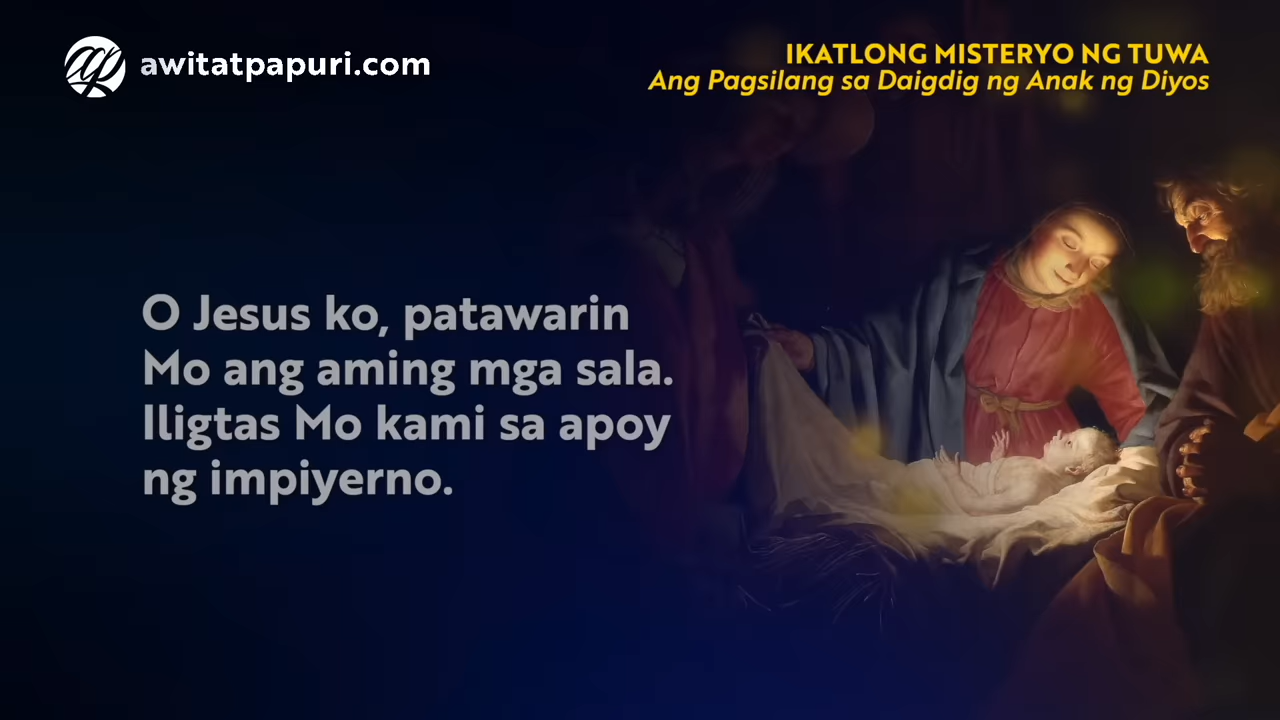 awitatpapuri.com
IKATLONG MISTERYO NG TUWA
Ang Pagsilang sa Daigdig ng Anak ng Diyos
O Jesus ko, patawarin
Mo ang aming mga sala.
Iligtas Mo kami sa apoy
ng impiyerno.